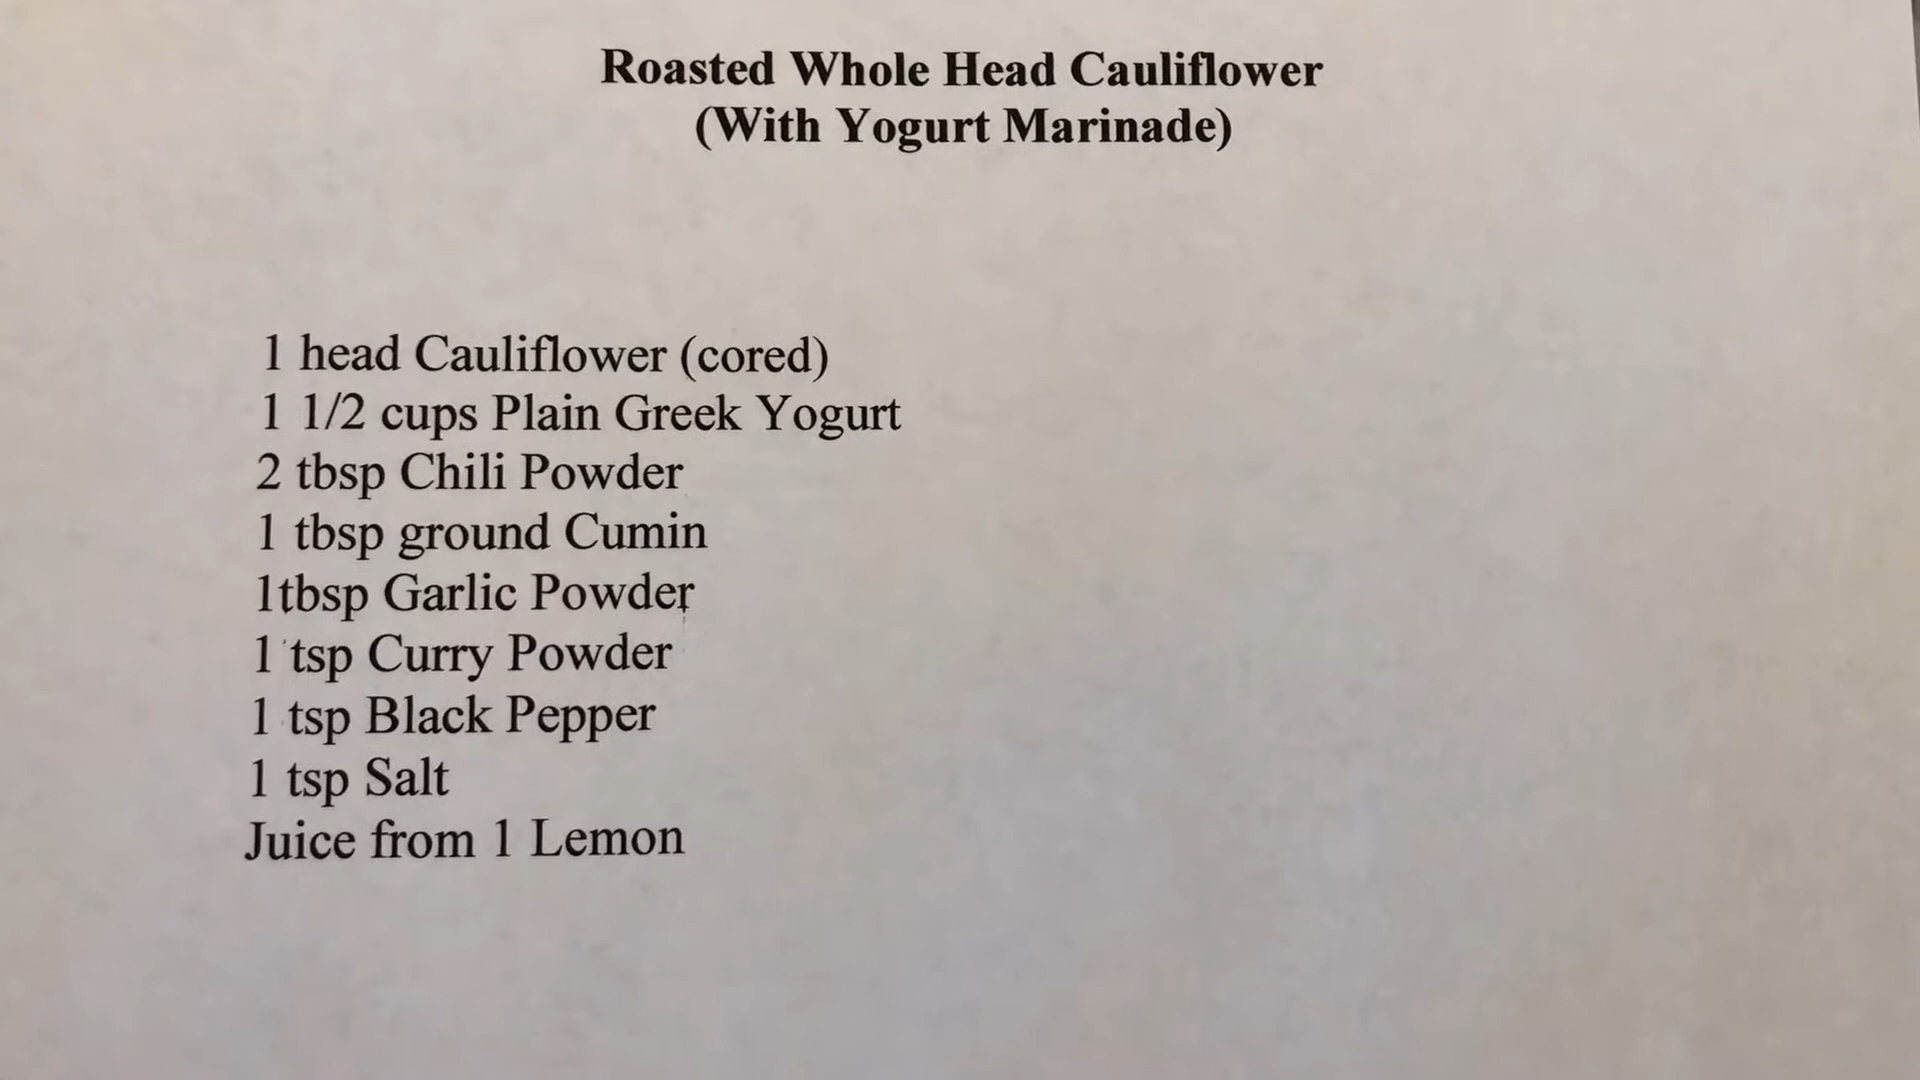 Roasted Whole Head Cauliflower
(With Yogurt Marinade)
1 head Cauliflower (cored)
1 1/2 cups Plain Greek Yogurt
2 tbsp Chili Powder
1 tbsp ground Cumin
1tbsp Garlic Powder
1 tsp Curry Powder
1 tsp Black Pepper
1 tsp Salt
Juice from 1 Lemon